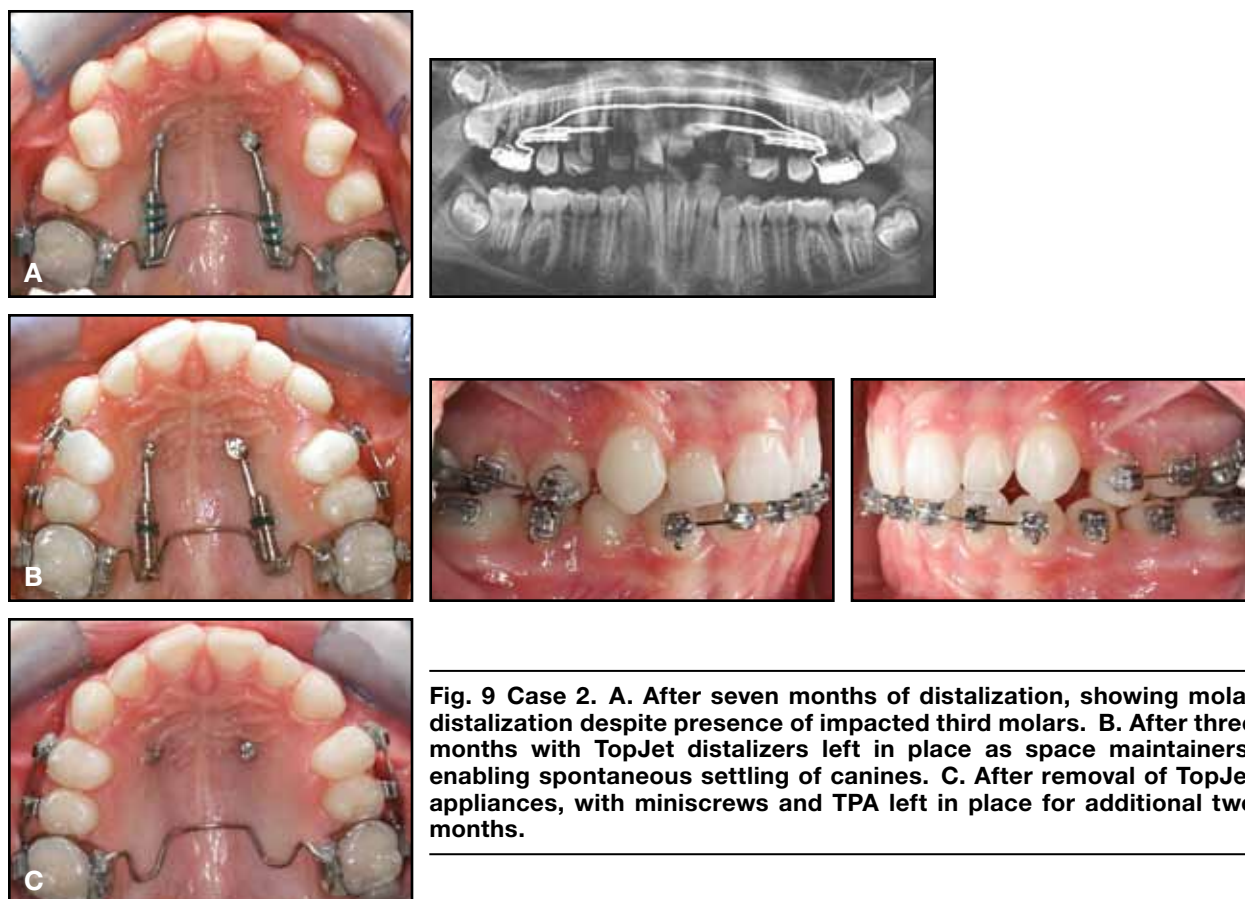 A
B
C
Fig. 9 Case 2. A. After seven months of distalization, showing mola
distalization despite presence of impacted third molars. B. After three
months with TopJet distalizers left in place as space maintainers
enabling spontaneous settling of canines. C. After removal of TopJe
appliances, with miniscrews and TPA left in place for additional two
months.